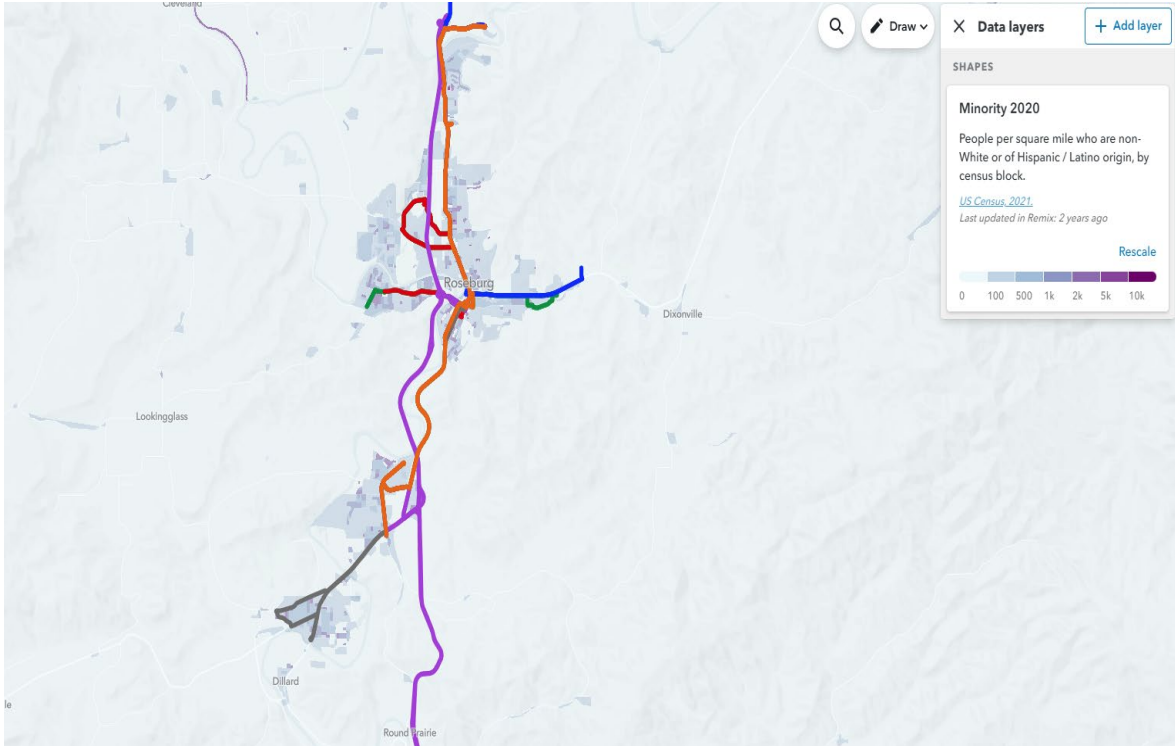 Cleveland
Draw
Data layers
+ Add layer
SHAPES
Minority 2020
People per square mile who are non-
White or of Hispanic / Latino origin, by
census block.
US Census, 2021.
Last updated in Remix: 2 years ago
Rescale
0 100 500 1k 2k 5k 10k
Roseburg
Dixonville
Lookingglass
Dillard
le
Round Prairie